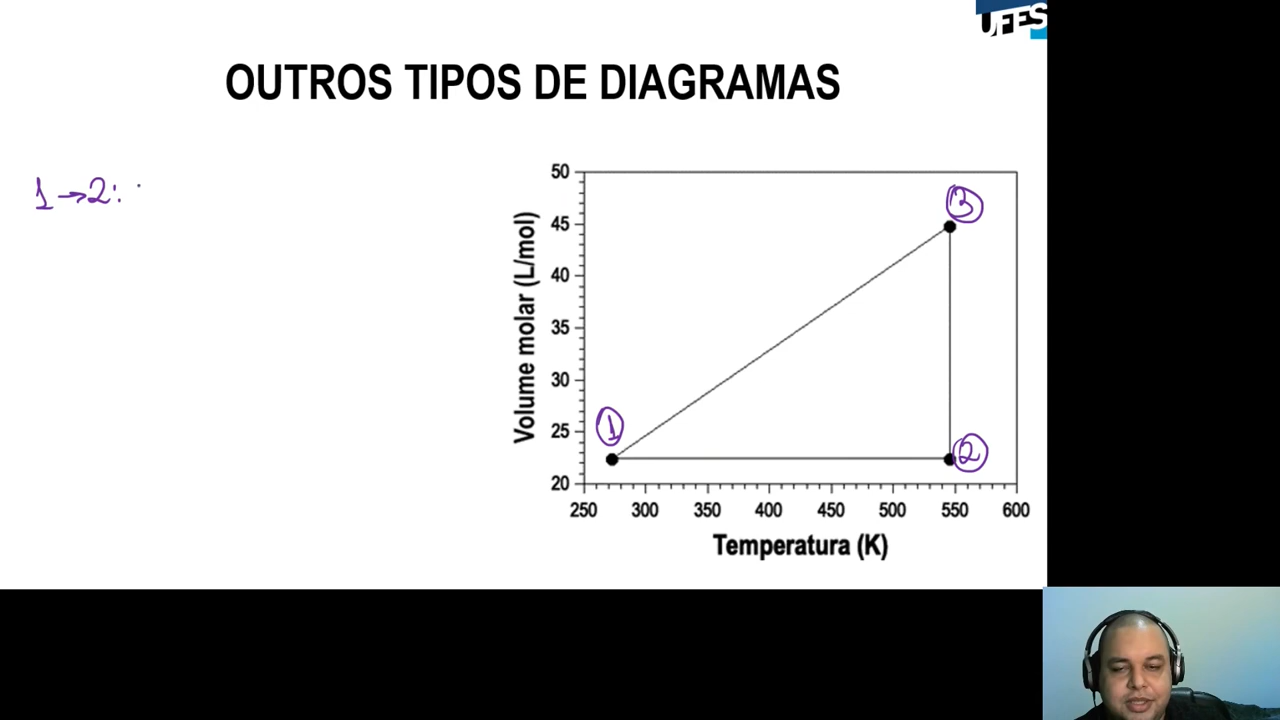 UFES
OUTROS TIPOS DE DIAGRAMAS
1→2:
Volume molar (L/mol)
50
45
40
35
30
25
20
3
1
2
250 300 350 400 450 500 550 600
Temperatura (K)